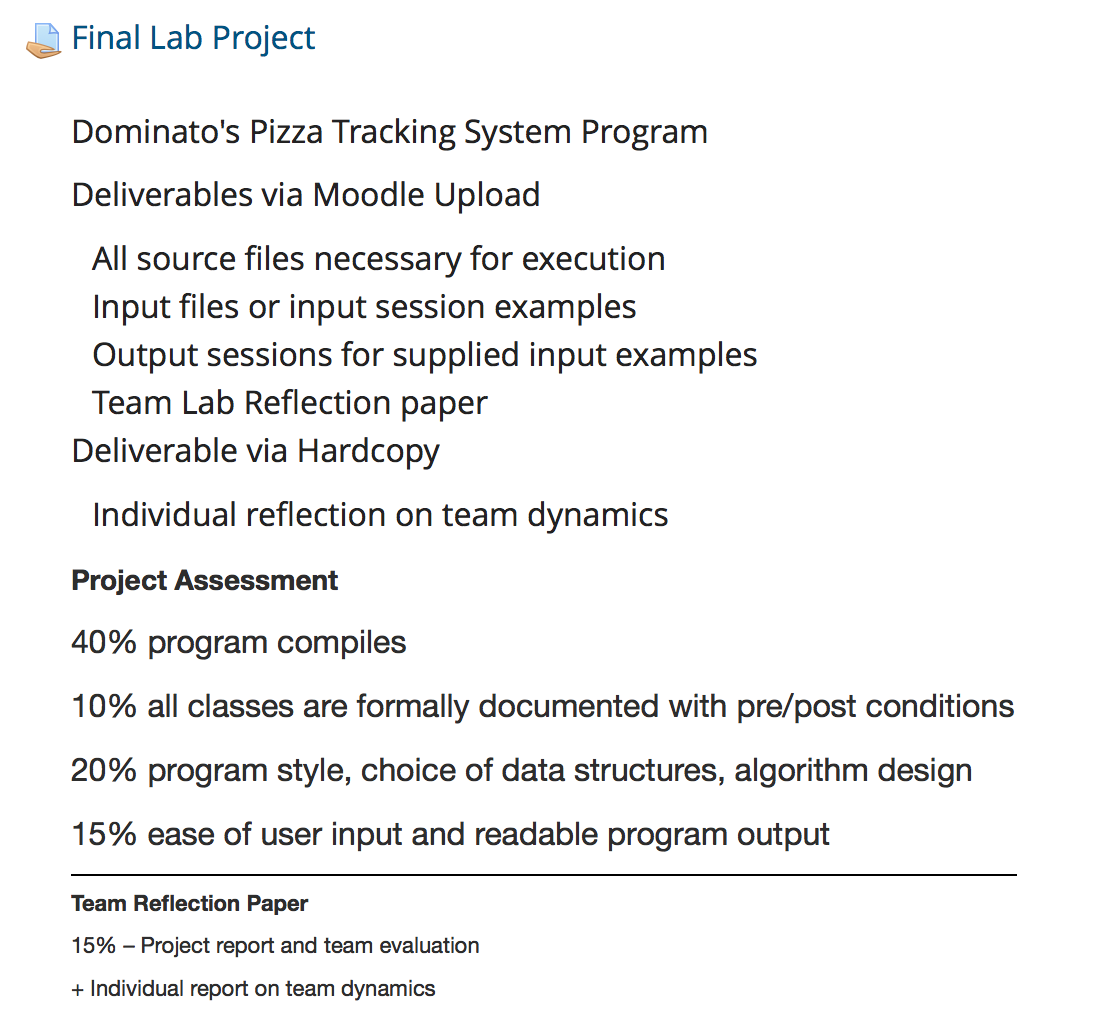 Final Lab Project
Dominato's Pizza Tracking System Program
Deliverables via Moodle Upload
All source files necessary for execution
Input files or input session examples
Output sessions for supplied input examples
Team Lab Reflection paper
Deliverable via Hardcopy
Individual reflection on team dynamics
Project Assessment
40% program compiles
10% all classes are formally documented with pre/post conditions
20% program style, choice of data structures, algorithm design
15% ease of user input and readable program output
Team Reflection Paper
15% – Project report and team evaluation
+ Individual report on team dynamics